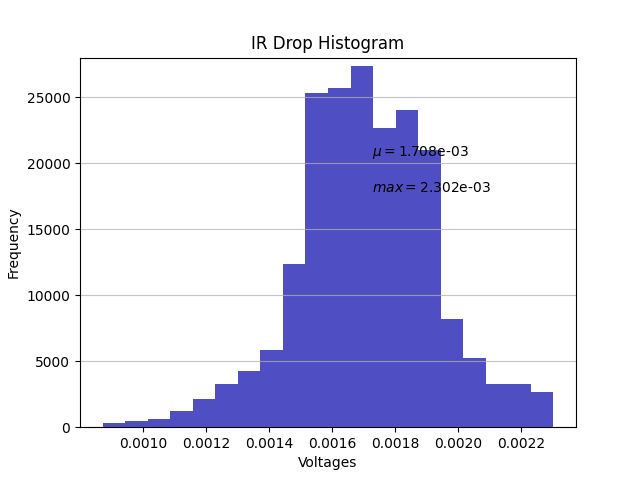 IR Drop Histogram
25000
20000
15000
10000
5000
0
Frequency
μ = 1.708e-03
max = 2.302e-03
0.0010 0.0012 0.0014 0.0016 0.0018 0.0020 0.0022
Voltages